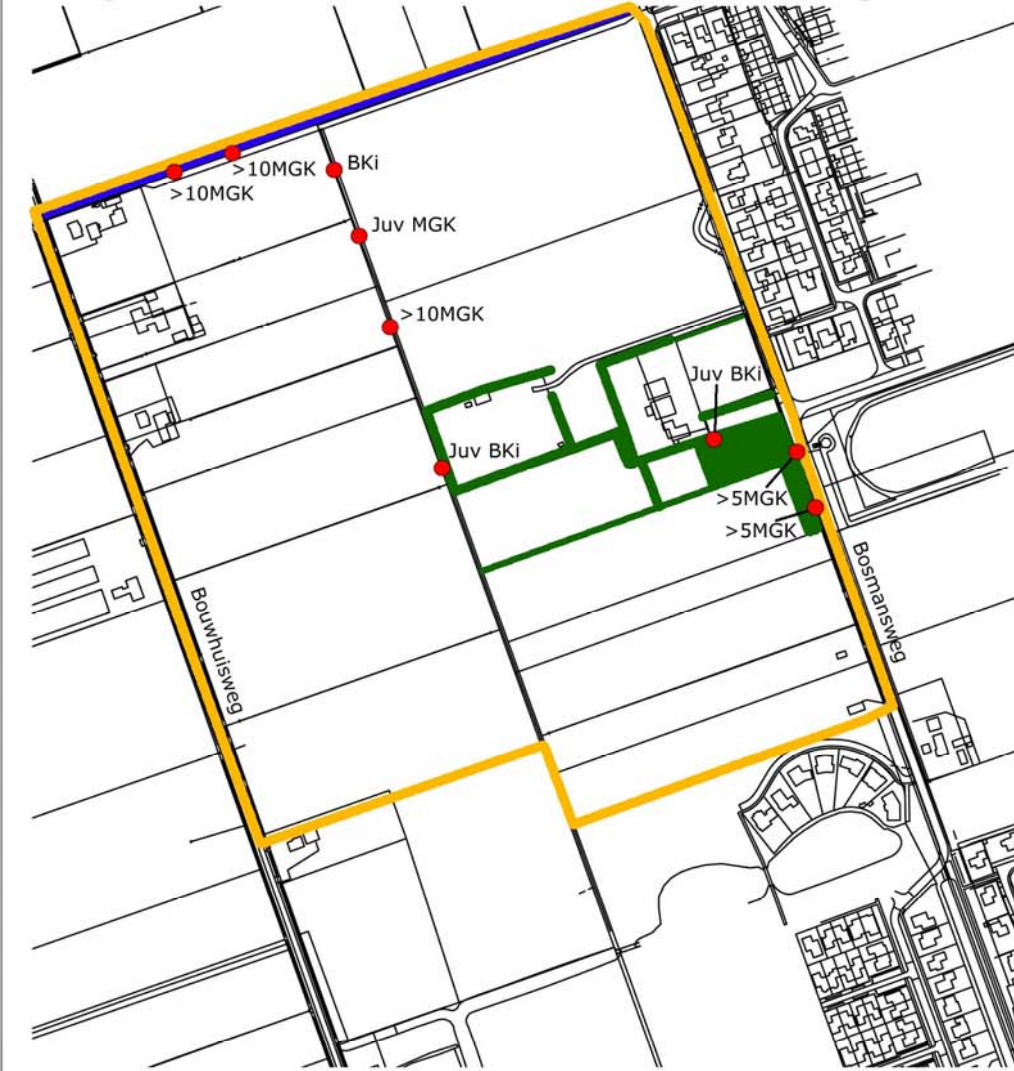 >10MGK
>10MGK
BKi
Juv MGK
>10MGK
Juv BKi
Juv BKi
>5MGK
>5MGK
Bosmansweg
Bouwhuisweg